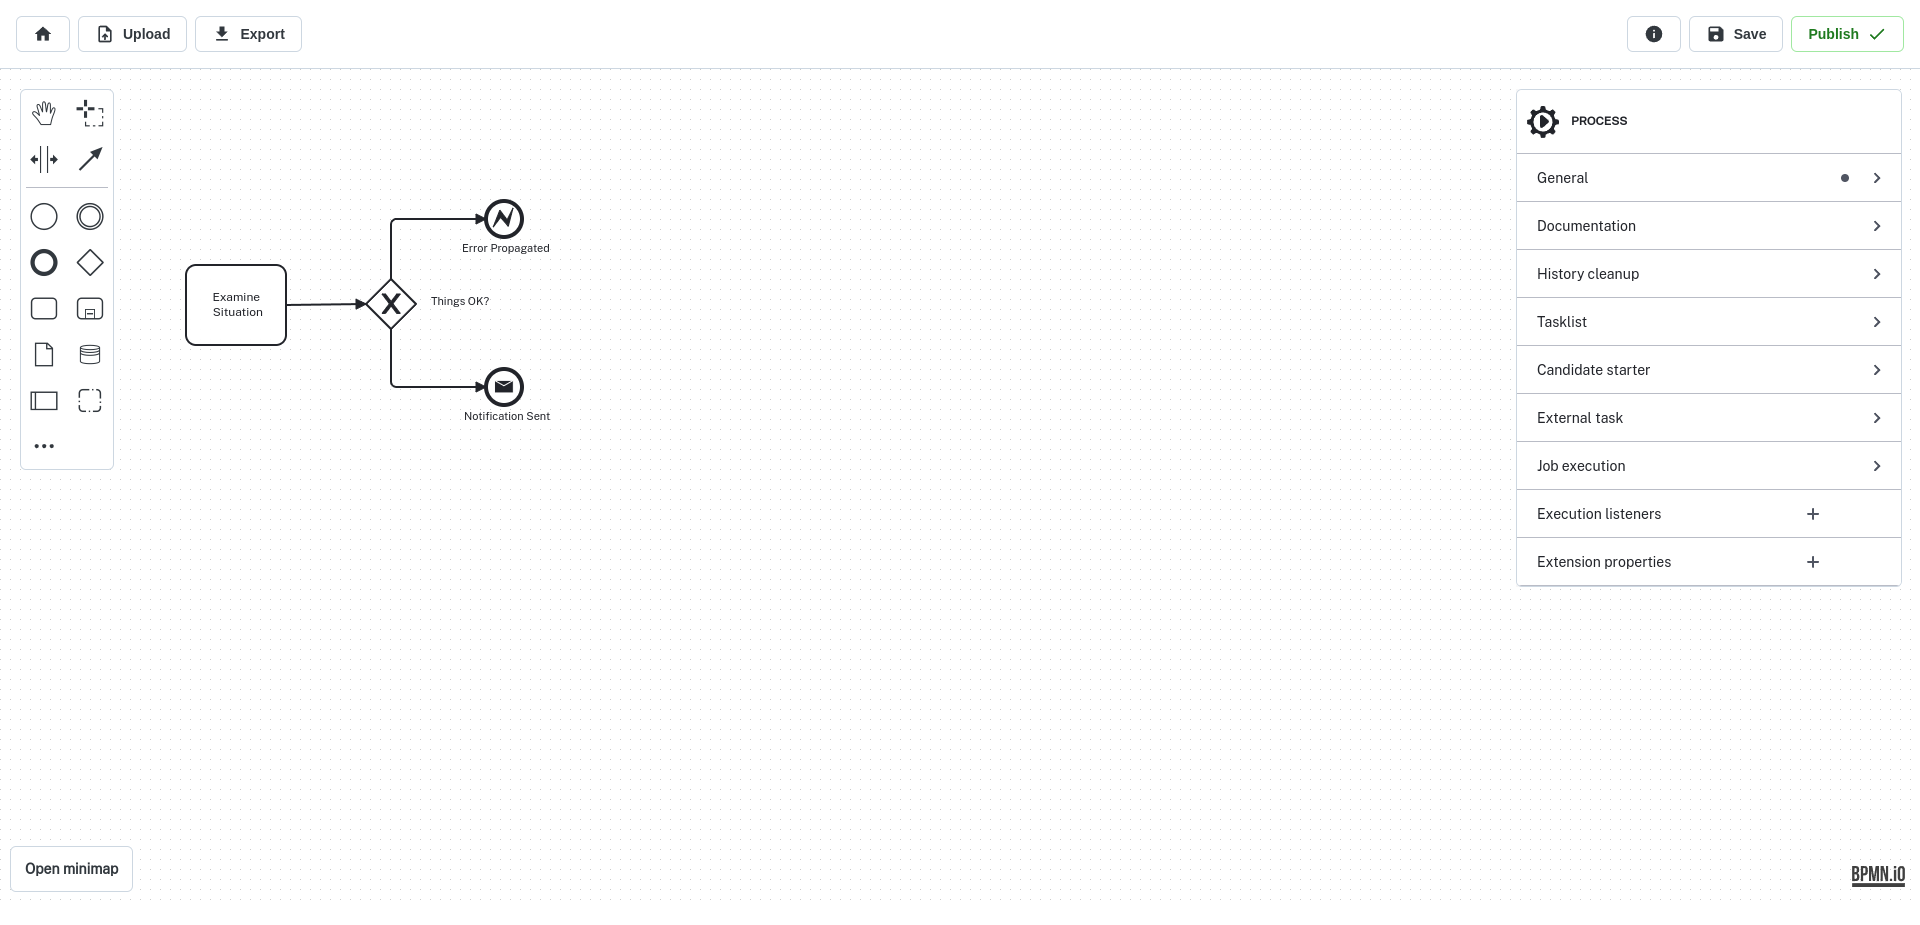 Upload
Export
Save
Publish
PROCESS
General
Documentation
History cleanup
Tasklist
Candidate starter
External task
Job execution
Execution listeners
Extension properties
Error Propagated
Examine
Situation
Things OK?
Notification Sent
Open minimap
BPMN.iO